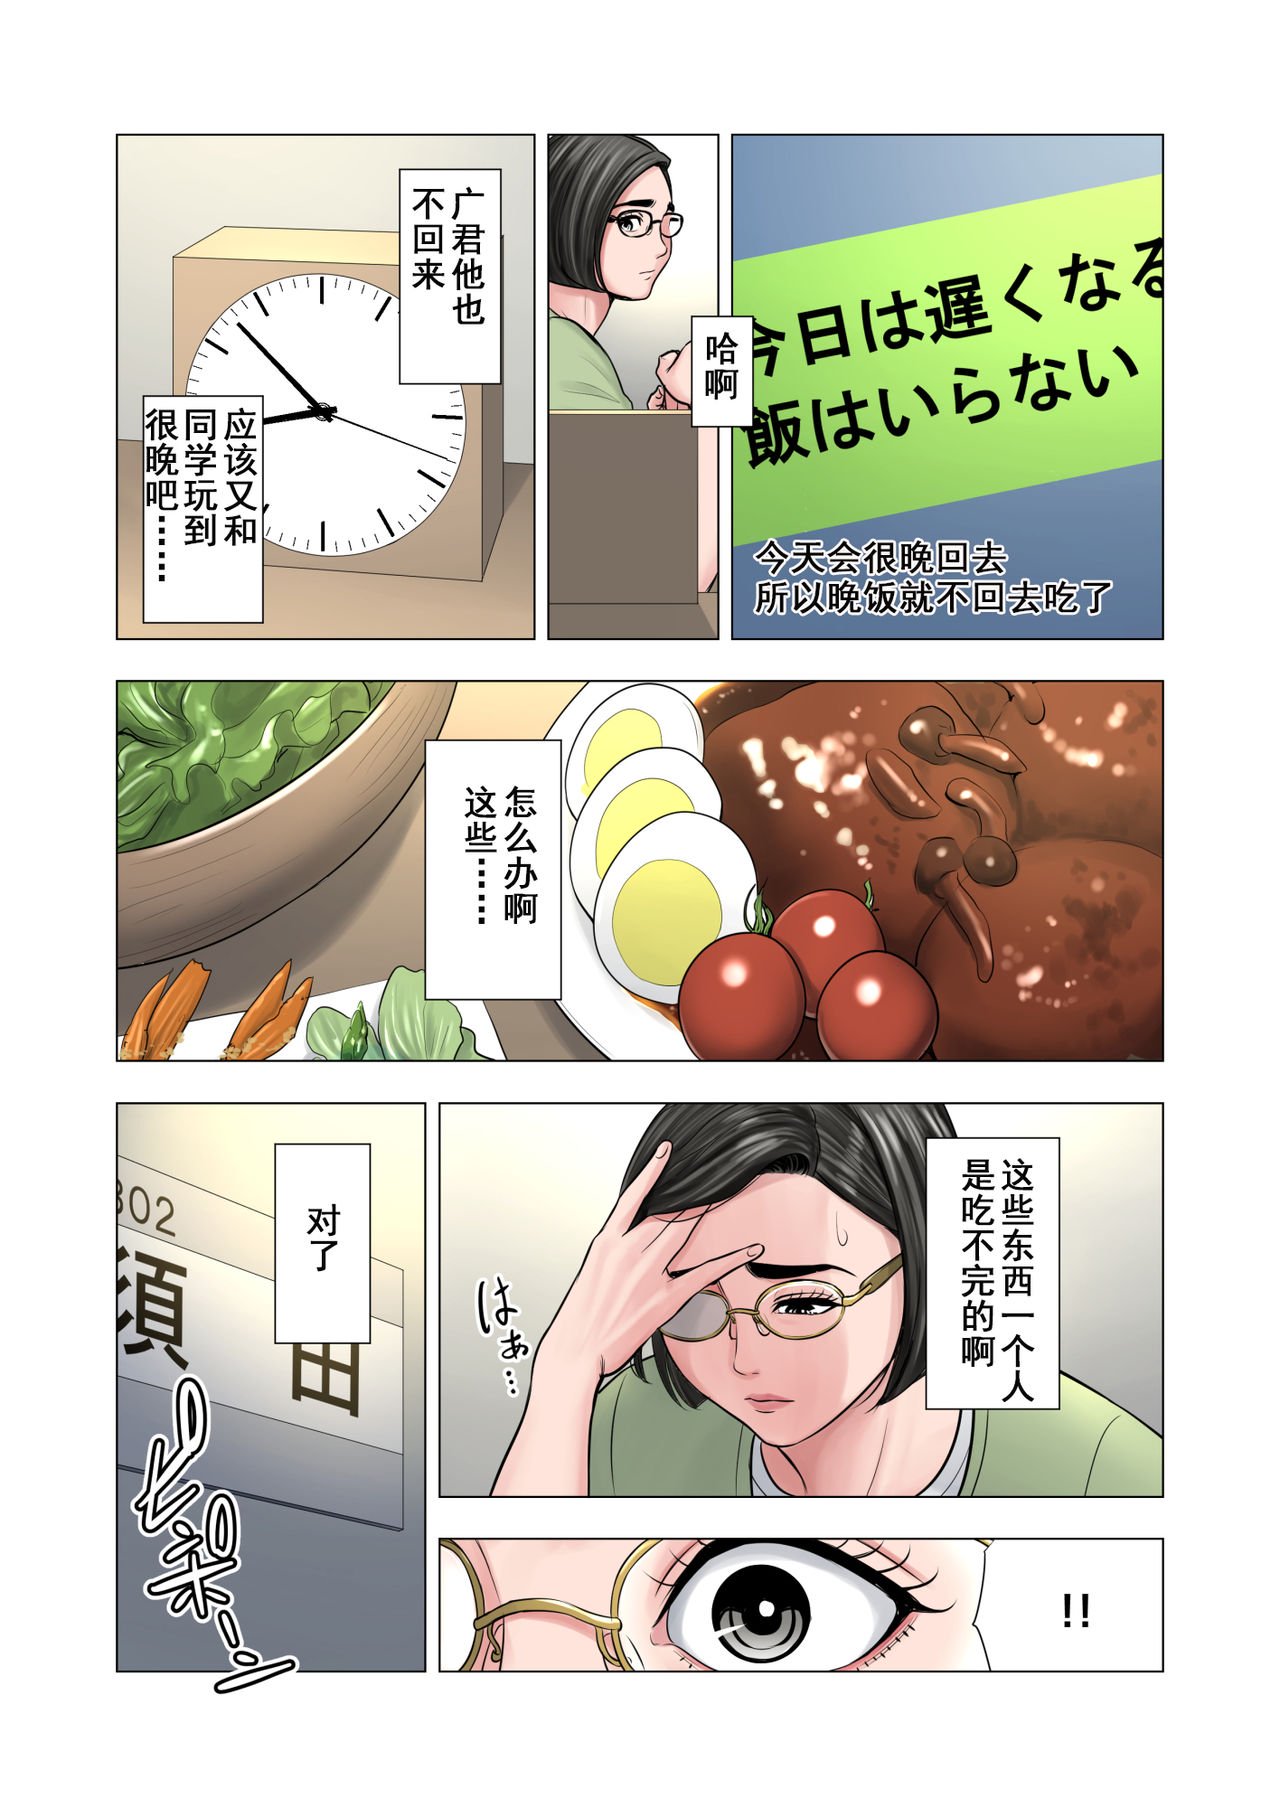 今日は遅くなる
飯はいらない
今天会很晚回去
所以晚饭就不回去吃了
哈啊
广君他也
不回来
应该又和
同学玩到
很晚吧……
怎么办啊
这些……
这些东西一个人
是吃不完的啊
はぁ…
!!
对了
302
須田
ピンポーン